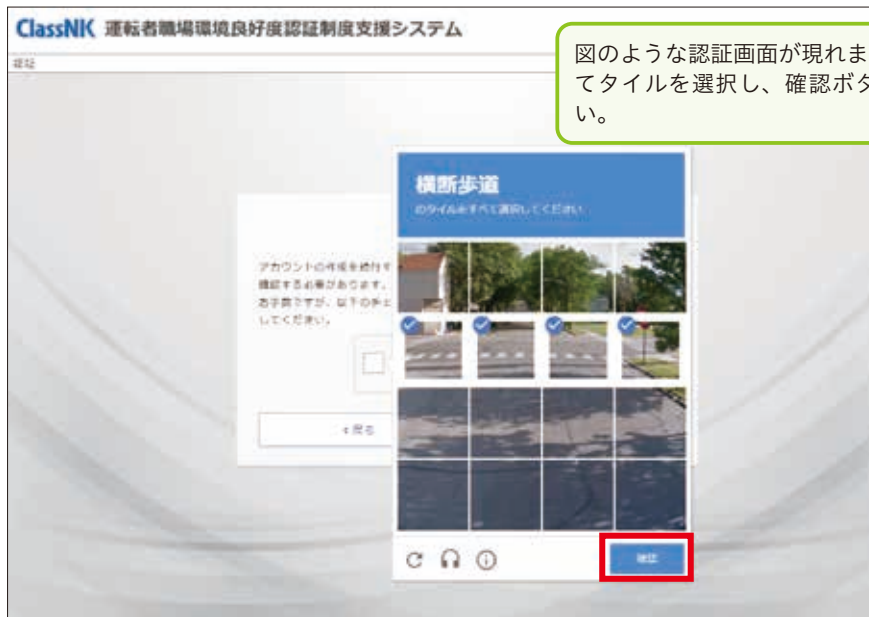 ClassNK 運転者職場環境良好度認証制度支援システム
認証
図のような認証画面が現れま
てタイルを選択し、確認ボタ
い。
横断歩道
のタイルをすべて選択してください
アカウントの作成を続行す
確認する必要があります。
お手数ですが、以下のチェ
してください。
< 戻る
確認